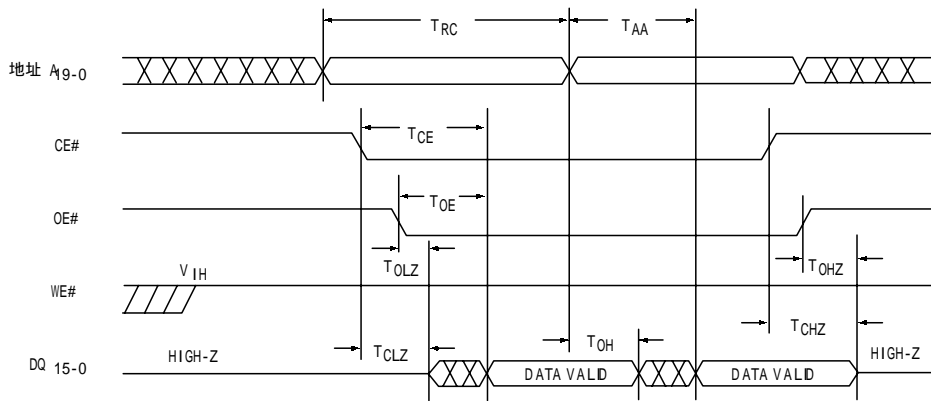 T RC
T AA
地址 A19-0
T CE
CE#
T OE
OE#
T OLZ
T OHZ
V IH
WE#
T CHZ
T CLZ
T OH
HIGH-Z
HIGH-Z
DQ 15-0
DATA VALID
DATA VALID